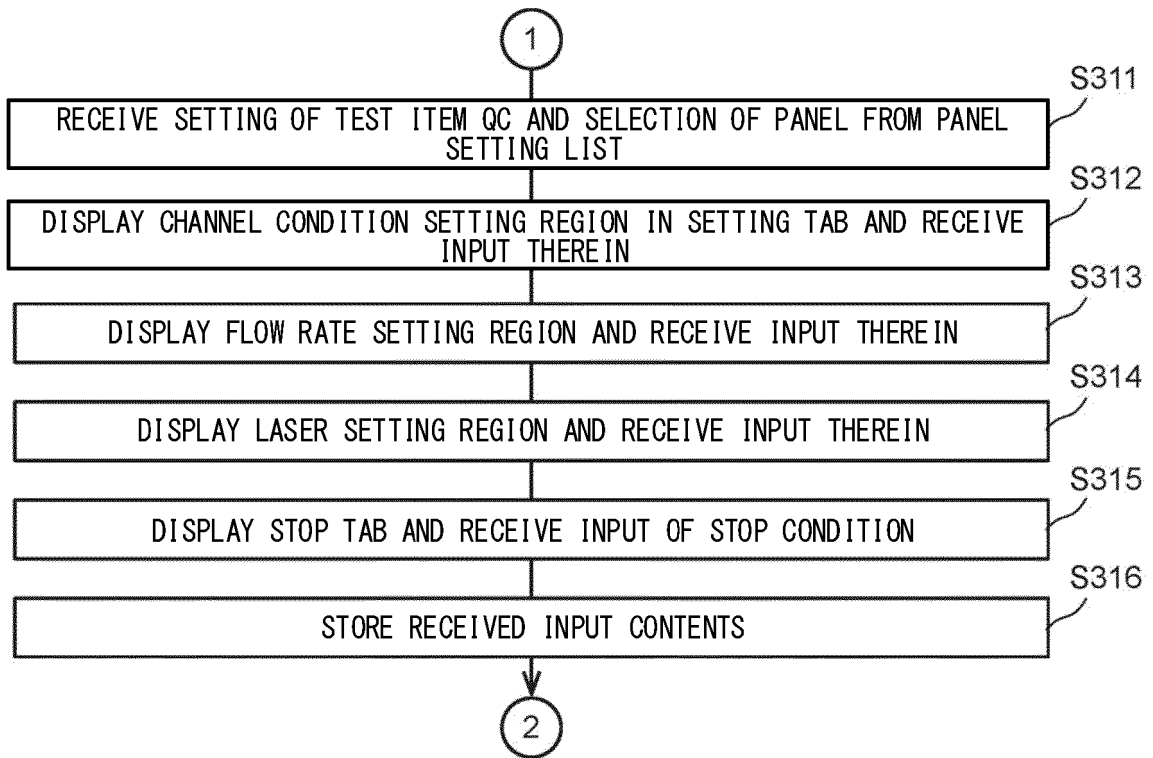 1
S311
RECEIVE SETTING OF TEST ITEM QC AND SELECTION OF PANEL FROM PANEL
SETTING LIST
S312
DISPLAY CHANNEL CONDITION SETTING REGION IN SETTING TAB AND RECEIVE
INPUT THEREIN
S313
DISPLAY FLOW RATE SETTING REGION AND RECEIVE INPUT THEREIN
S314
DISPLAY LASER SETTING REGION AND RECEIVE INPUT THEREIN
S315
DISPLAY STOP TAB AND RECEIVE INPUT OF STOP CONDITION
S316
STORE RECEIVED INPUT CONTENTS
2